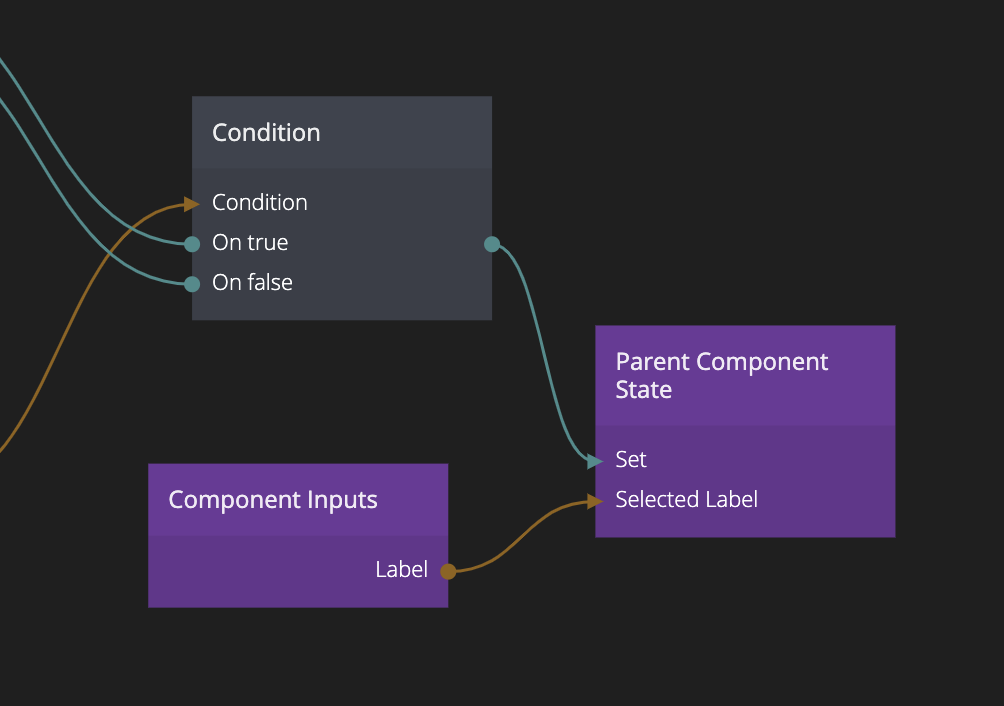 Condition
Condition
On true
On false
Parent Component
State
Set
Selected Label
Component Inputs
Label